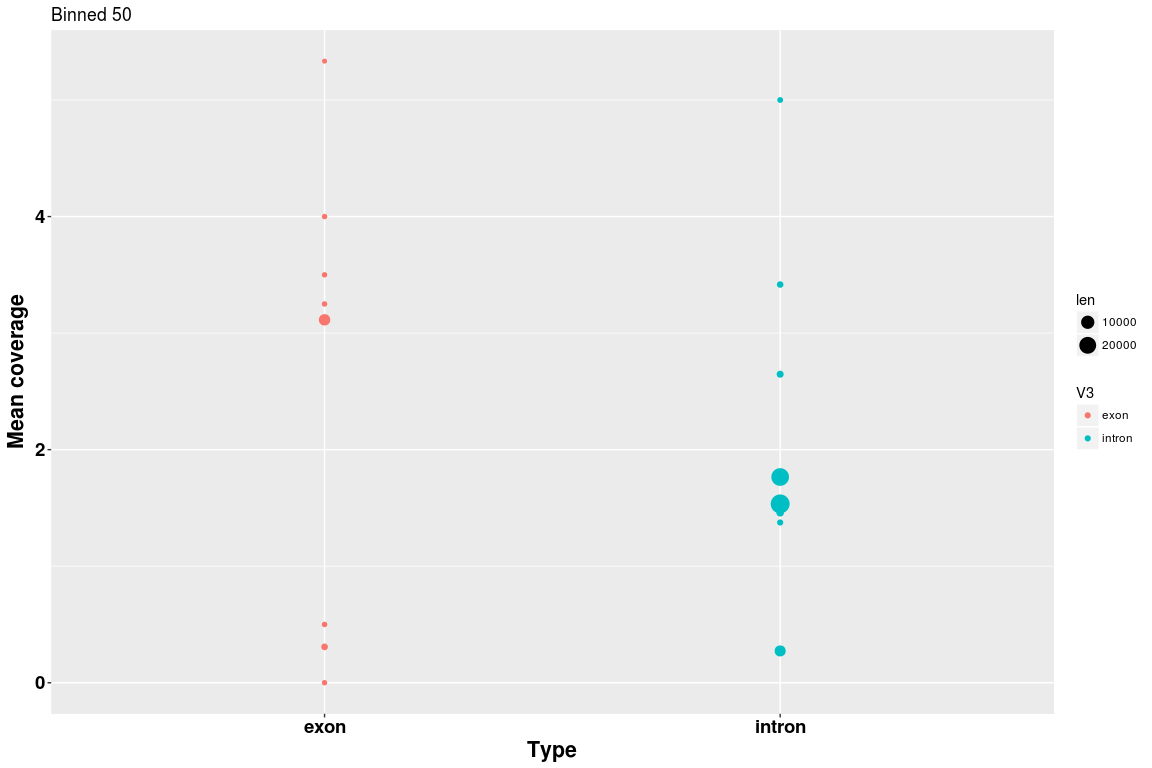 Binned 50
Mean coverage
4
2
0
exon
intron
Type
len
10000
20000
V3
exon
intron